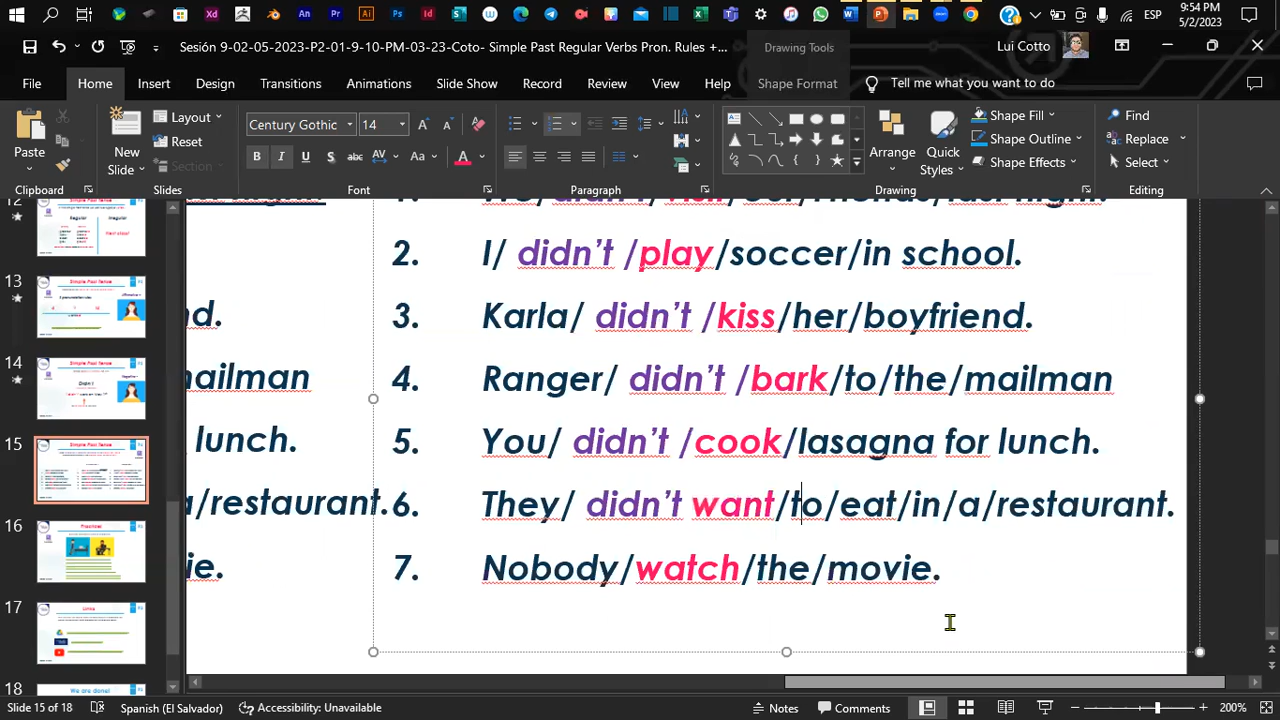 9:54 PM
5/2/2023
ESP
Sesión 9-02-05-2023-P2-01-9-10-PM-03-23-Coto- Simple Past Regular Verbs Pron. Rules +...
Drawing Tools
Lui Cotto
File Home Insert Design Draw Transitions Animations Slide Show Record Review View Help Shape Format Tell me what you want to do
Paste
New Slide
Layout
Reset
Section
Century Gothic 14
Arrange
Quick Styles
Shape Fill
Shape Outline
Shape Effects
Find
Replace
Select
Clipboard Slides Font Paragraph Drawing Editing
2. I/ didn't /play/soccer/in school.
nd. 3. Karla/ didn't /kiss/her/boyfriend.
mailman 4. Ranger/ didn't /bark/to/the/mailman
lunch. 5. You/ didn't /cook/lasagna for lunch.
a/restaurant. 6. They/ didn't want/to/eat/in/a/restaurant.
ie. 7. Nobody/watch/the/movie.
13
14
15
16
17
18
We are done!
Slide 15 of 18 Spanish (El Salvador) Accessibility: Unavailable Notes Comments 200%